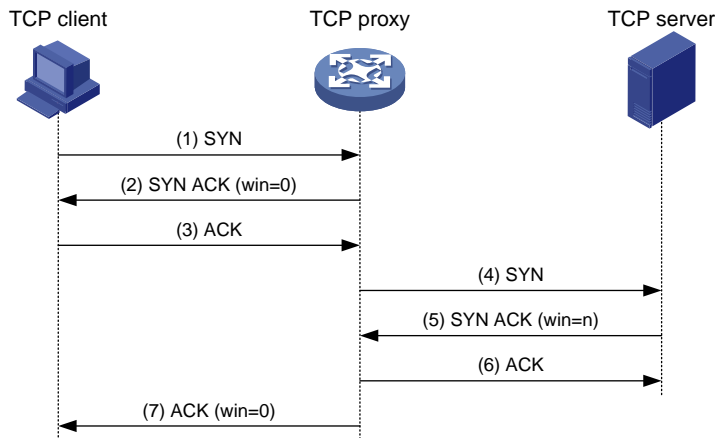 TCP client
TCP proxy
TCP server
(1) SYN
(2) SYN ACK (win=0)
(3) ACK
(4) SYN
(5) SYN ACK (win=n)
(6) ACK
(7) ACK (win=0)